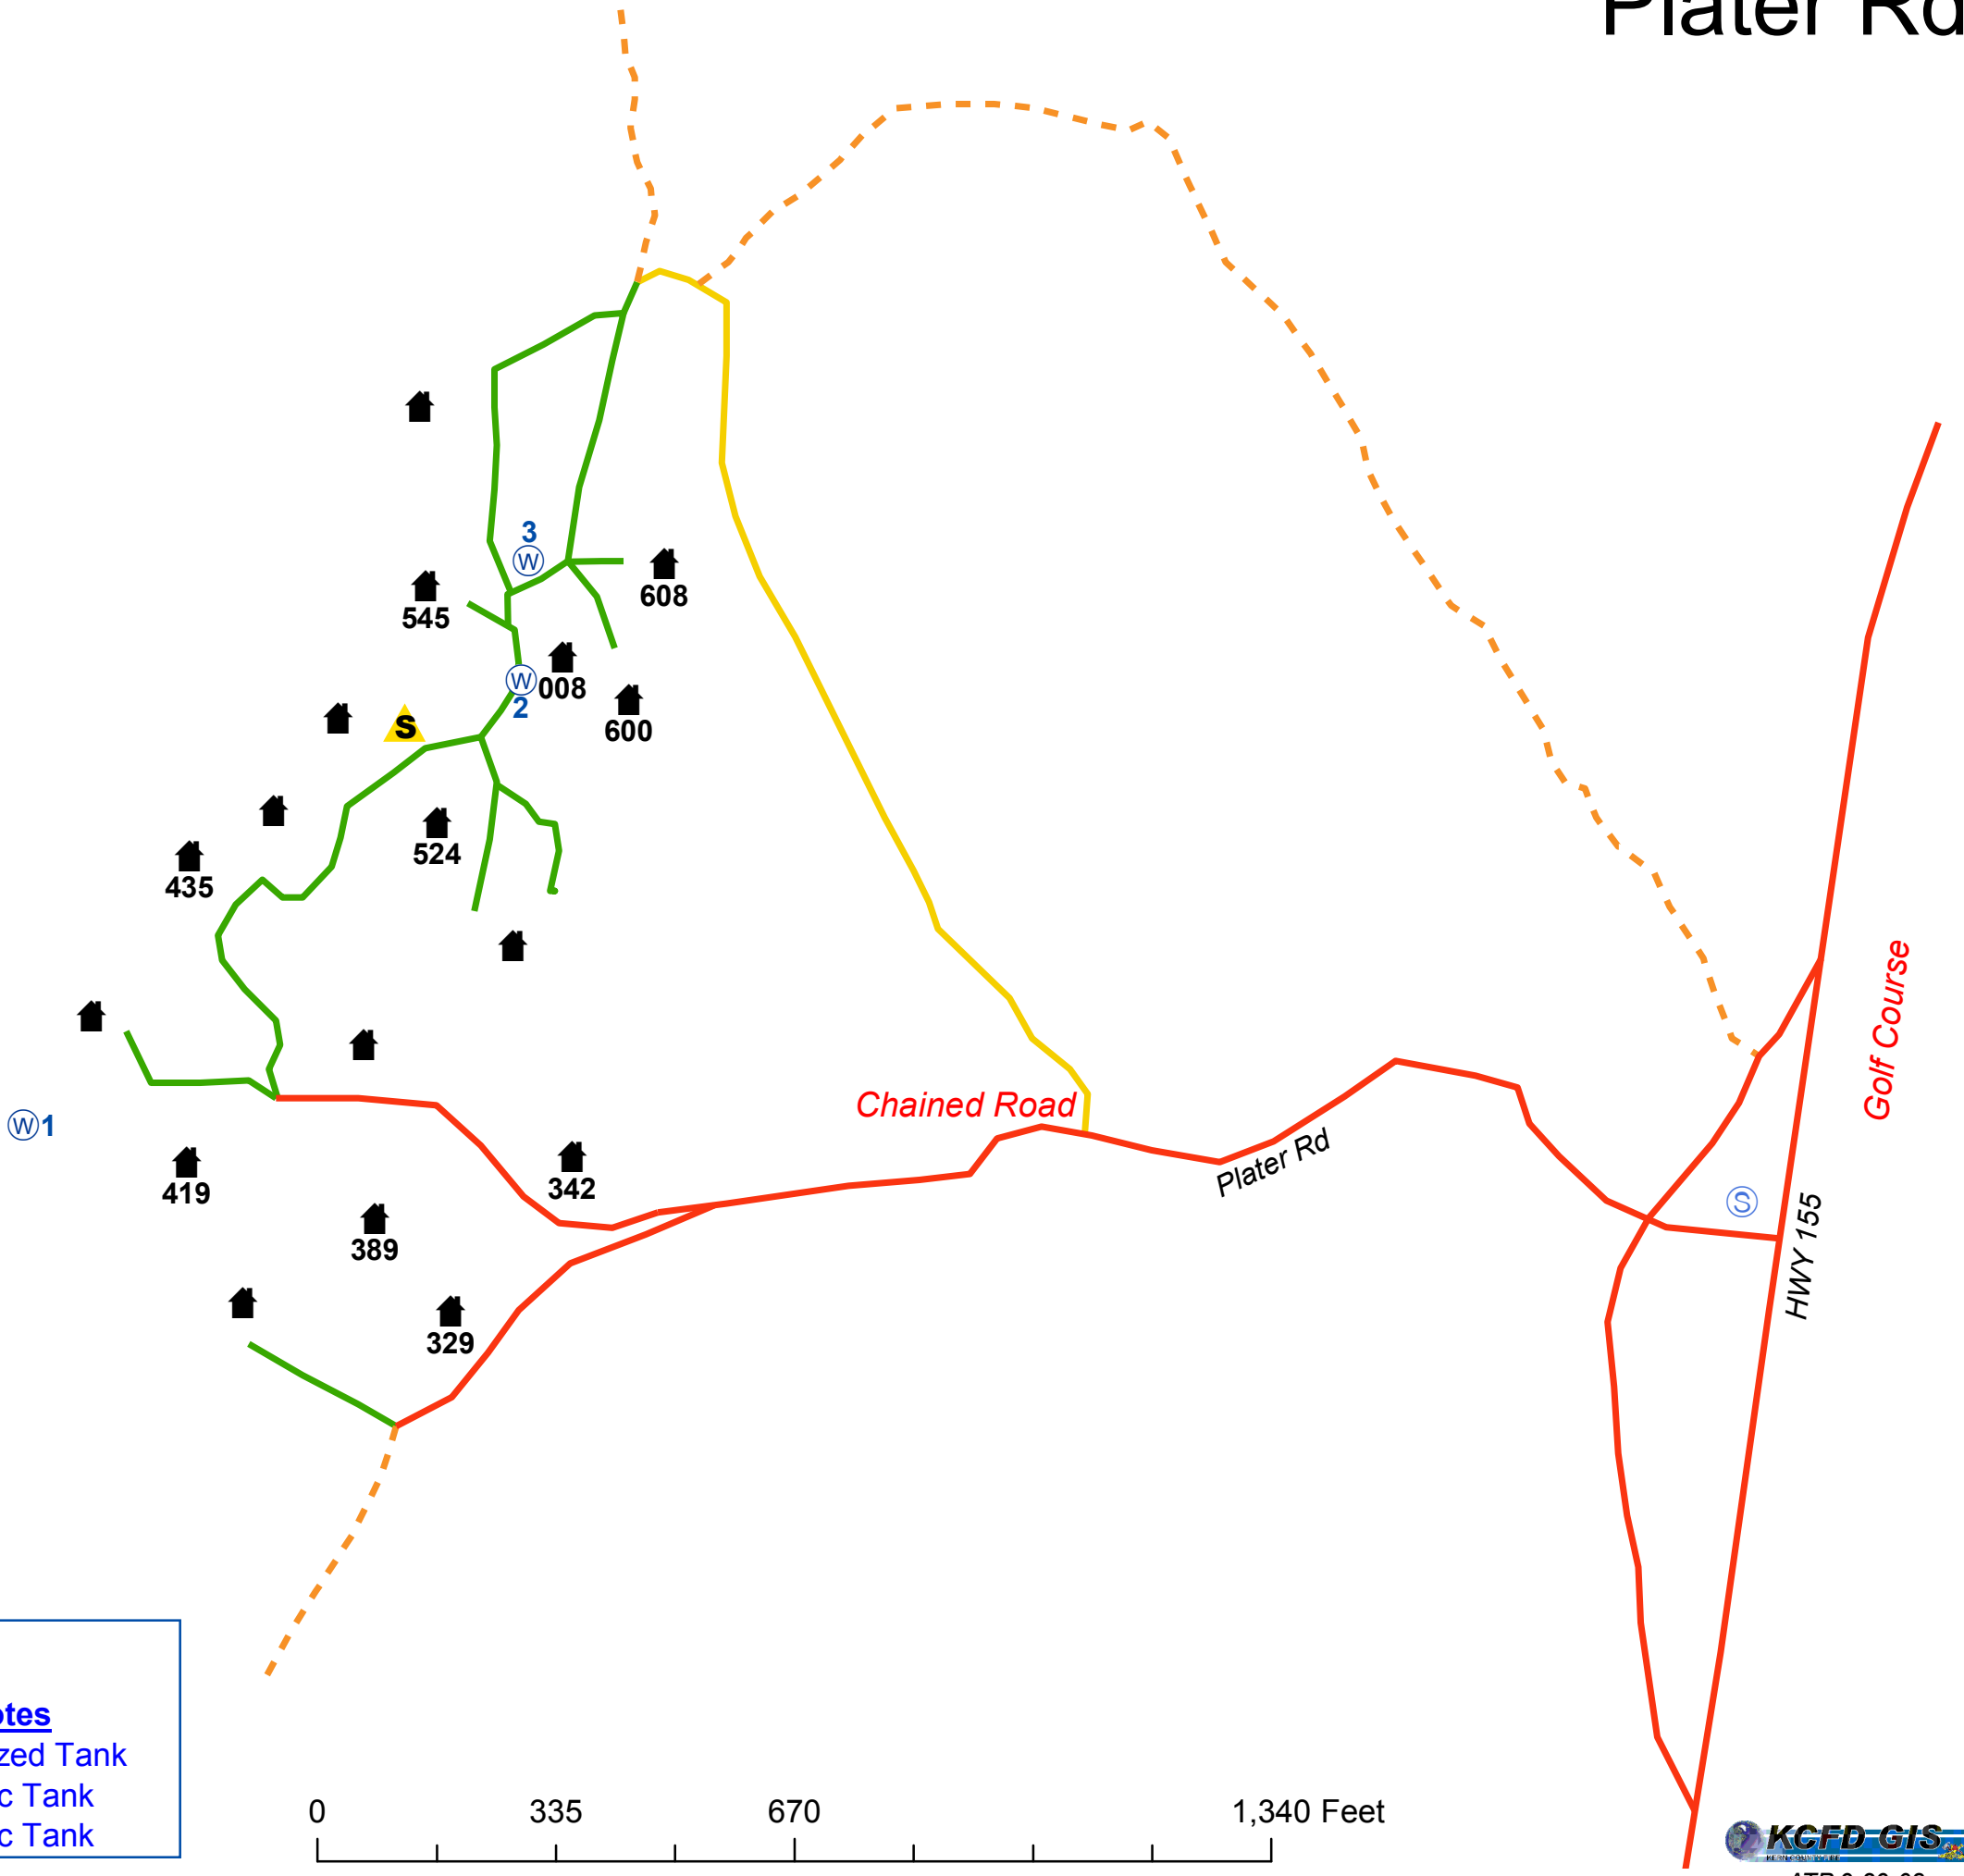 Plater Rd
3
W
608
545
W
008
2
600
S
524
435
Chained Road
Golf Course
W 1
Plater Rd
342
419
S
389
HWY 155
329
otes
zed Tank
c Tank
c Tank
0 335 670 1,340 Feet
KCFD GIS